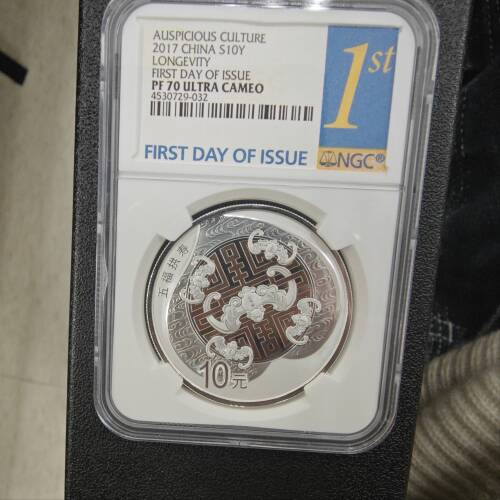 AUSPICIOUS CULTURE
2017 CHINA S10Y
LONGEVITY
FIRST DAY OF ISSUE
PF 70 ULTRA CAMEO
4530729-032
FIRST DAY OF ISSUE
1st
NGC®
五福拱寿
10元